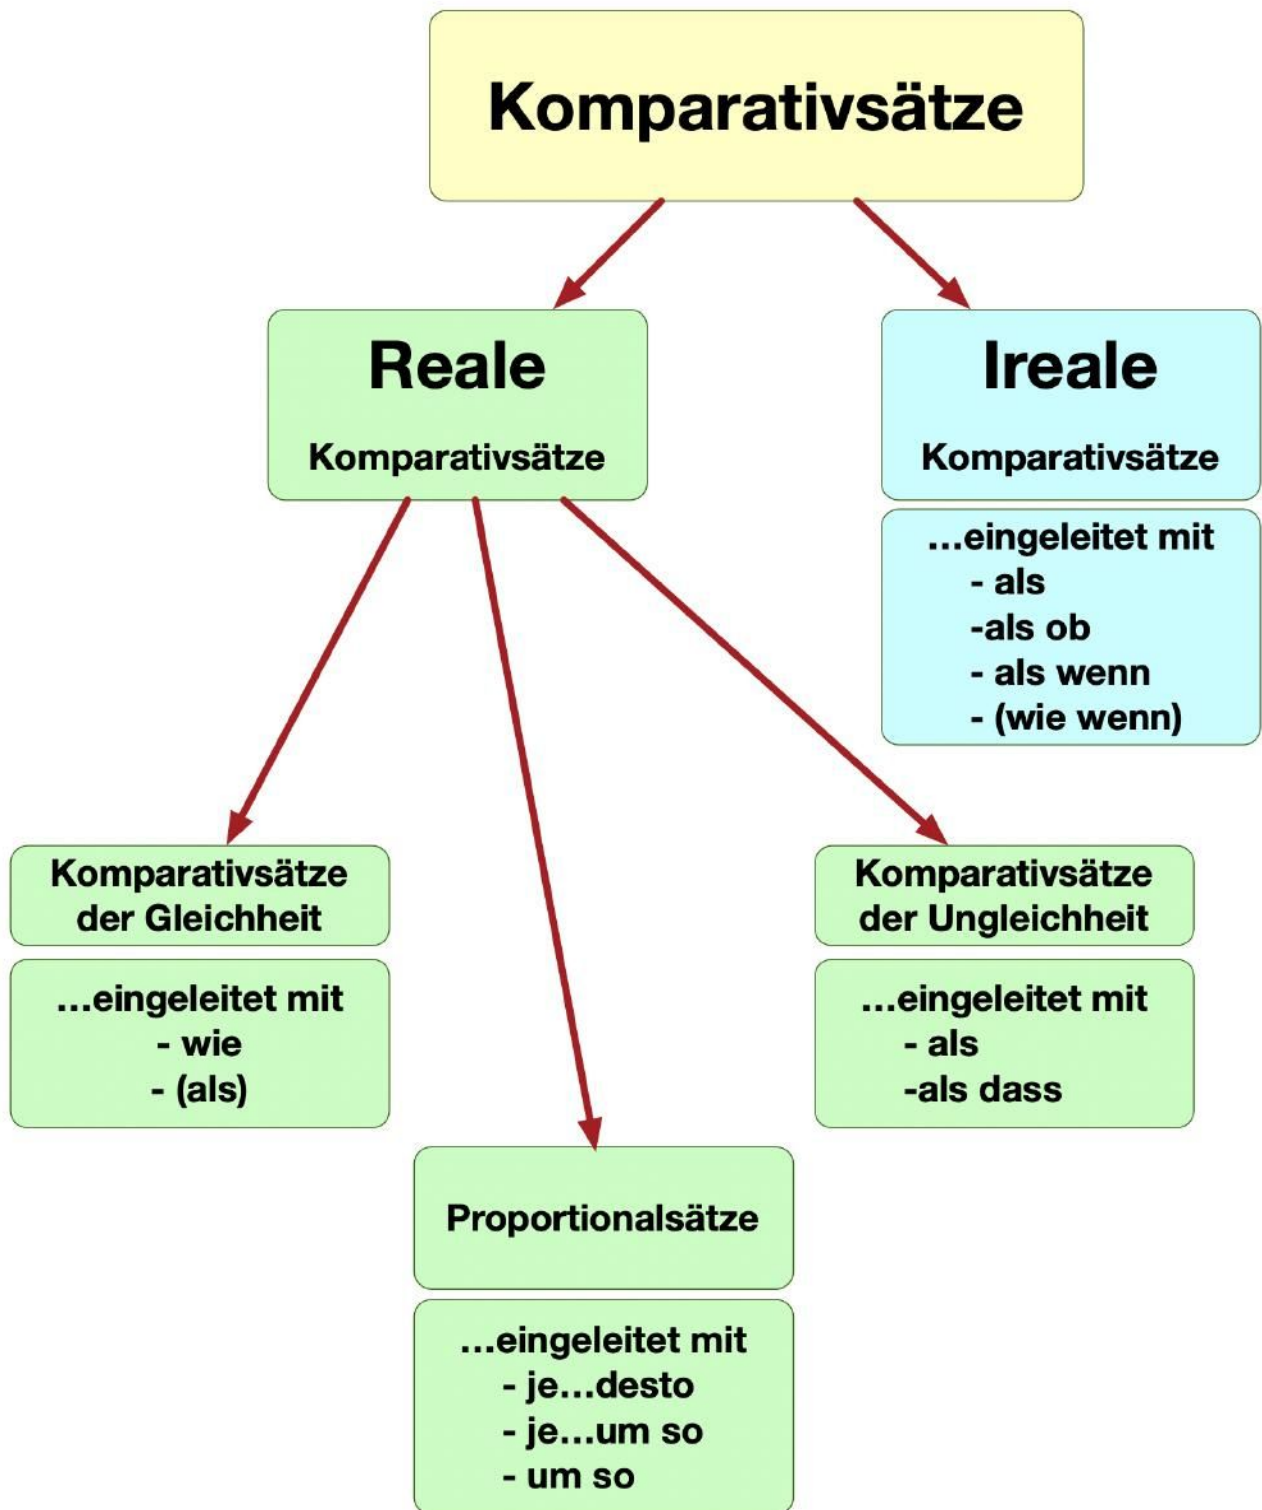 Komparativsätze
Reale
Komparativsätze
Ireale
Komparativsätze
...eingeleitet mit
- als
-als ob
- als wenn
- (wie wenn)
Komparativsätze
der Gleichheit
...eingeleitet mit
- wie
- (als)
Komparativsätze
der Ungleichheit
...eingeleitet mit
- als
-als dass
Proportionalsätze
...eingeleitet mit
- je...desto
- je...um so
- um so